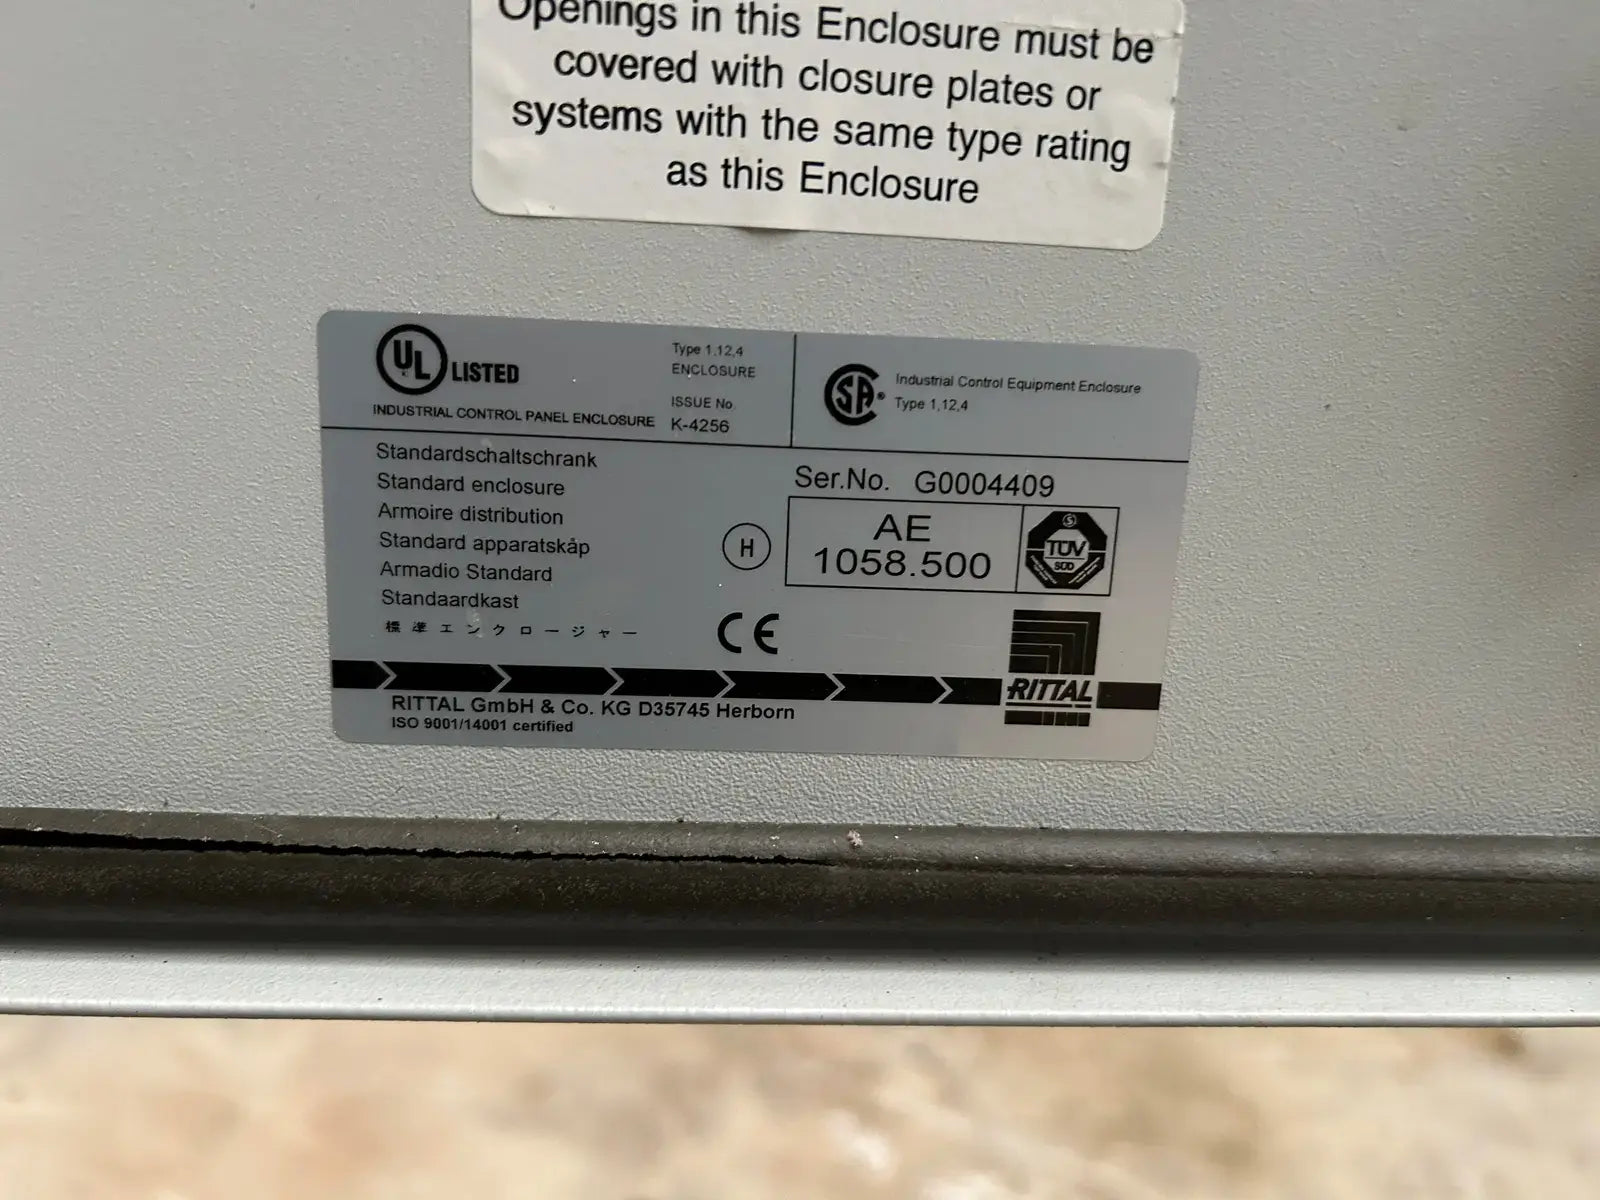 Openings in this Enclosure must be
covered with closure plates or
systems with the same type rating
as this Enclosure
UL LISTED
INDUSTRIAL CONTROL PANEL ENCLOSURE
Type 1,12,4
ENCLOSURE
ISSUE No.
K-4256
SA
Industrial Control Equipment Enclosure
Type 1,12,4
Standardschaltschrank
Standard enclosure
Armoire distribution
Standard apparatskåp
Armadio Standard
Standaardkast
標準エンクロージャー
Ser.No. G0004409
H
AE
1058.500
TÜV
SÜD
CE
RITTAL
RITTAL GmbH & Co. KG D35745 Herborn
ISO 9001/14001 certified